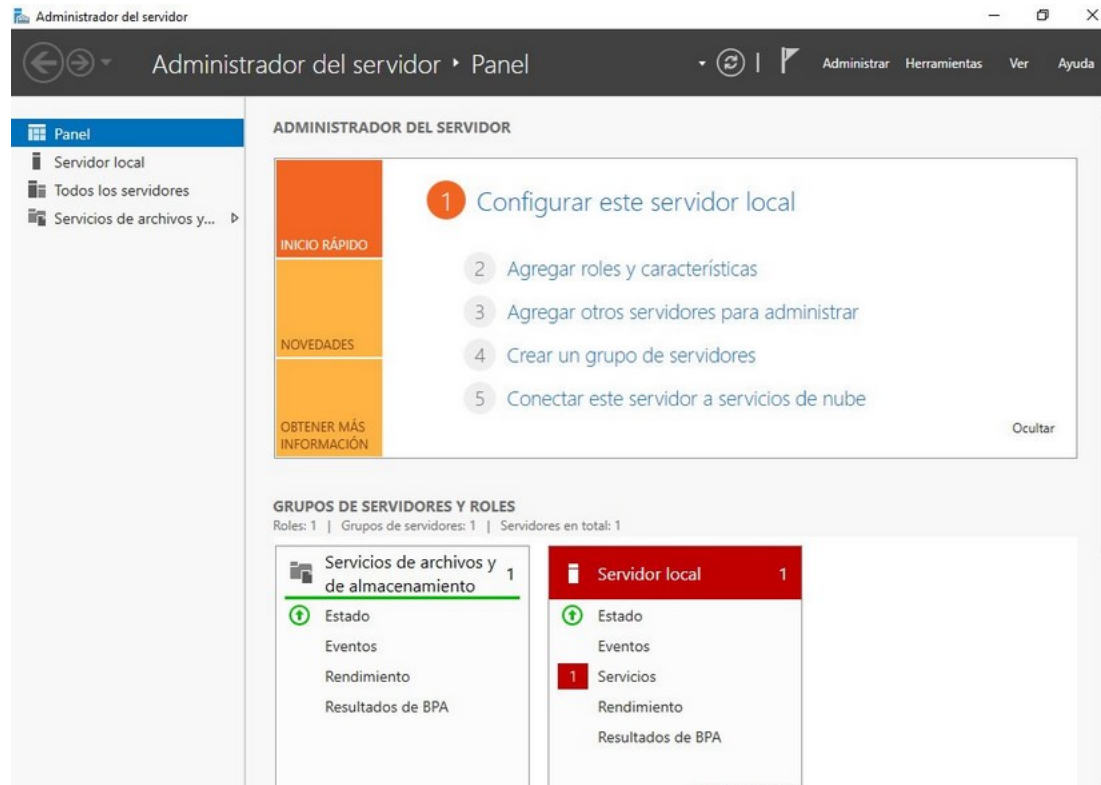 Administrador del servidor
Administrador del servidor ‣ Panel
Administrar Herramientas Ver Ayuda
Panel
Servidor local
Todos los servidores
Servicios de archivos y...
ADMINISTRADOR DEL SERVIDOR
INICIO RÁPIDO
NOVEDADES
OBTENER MÁS
INFORMACIÓN
1 Configurar este servidor local
2 Agregar roles y características
3 Agregar otros servidores para administrar
4 Crear un grupo de servidores
5 Conectar este servidor a servicios de nube
Ocultar
GRUPOS DE SERVIDORES Y ROLES
Roles: 1 | Grupos de servidores: 1 | Servidores en total: 1
Servicios de archivos y
de almacenamiento
1
Estado
Eventos
Rendimiento
Resultados de BPA
Servidor local 1
Estado
Eventos
1 Servicios
Rendimiento
Resultados de BPA